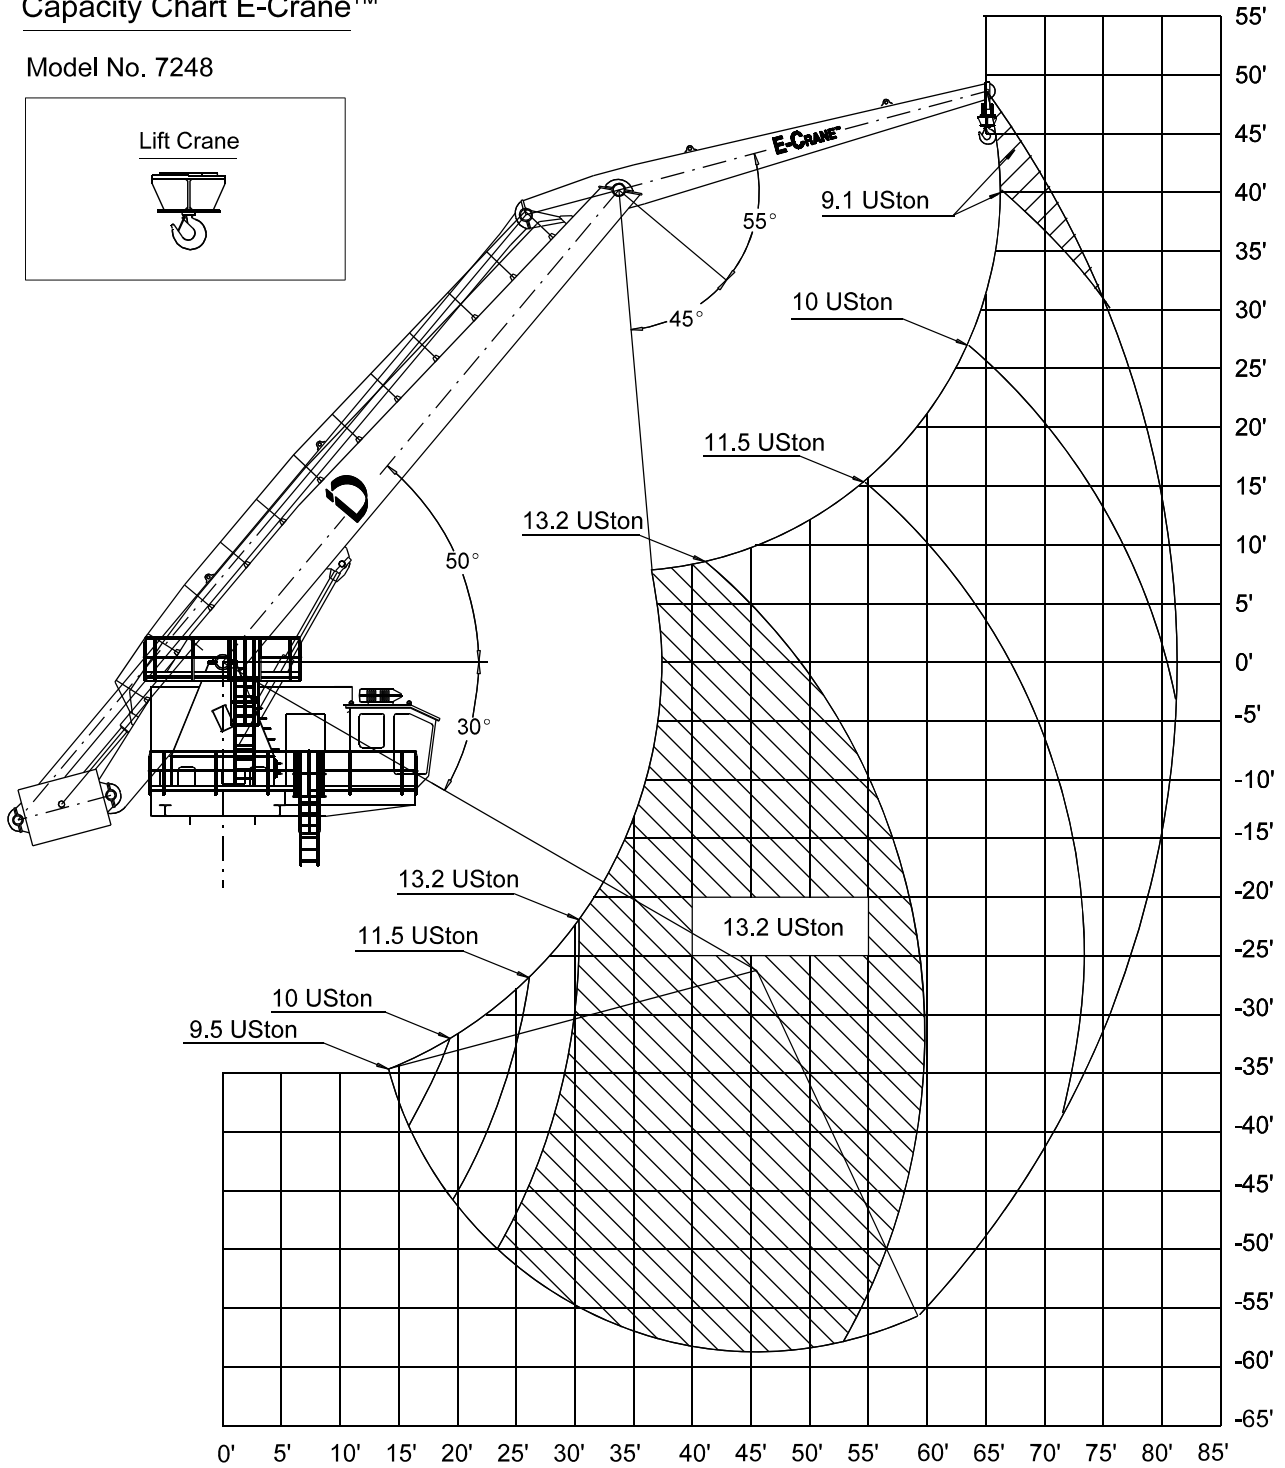 Capacity Chart E-Crane™
Model No. 7248
Lift Crane
E-CRANE™
55°
45°
50°
30°
9.1 USton
10 USton
11.5 USton
13.2 USton
13.2 USton
13.2 USton
11.5 USton
10 USton
9.5 USton
55'
50'
45'
40'
35'
30'
25'
20'
15'
10'
5'
0'
-5'
-10'
-15'
-20'
-25'
-30'
-35'
-40'
-45'
-50'
-55'
-60'
-65'
0' 5' 10' 15' 20' 25' 30' 35' 40' 45' 50' 55' 60' 65' 70' 75' 80' 85'